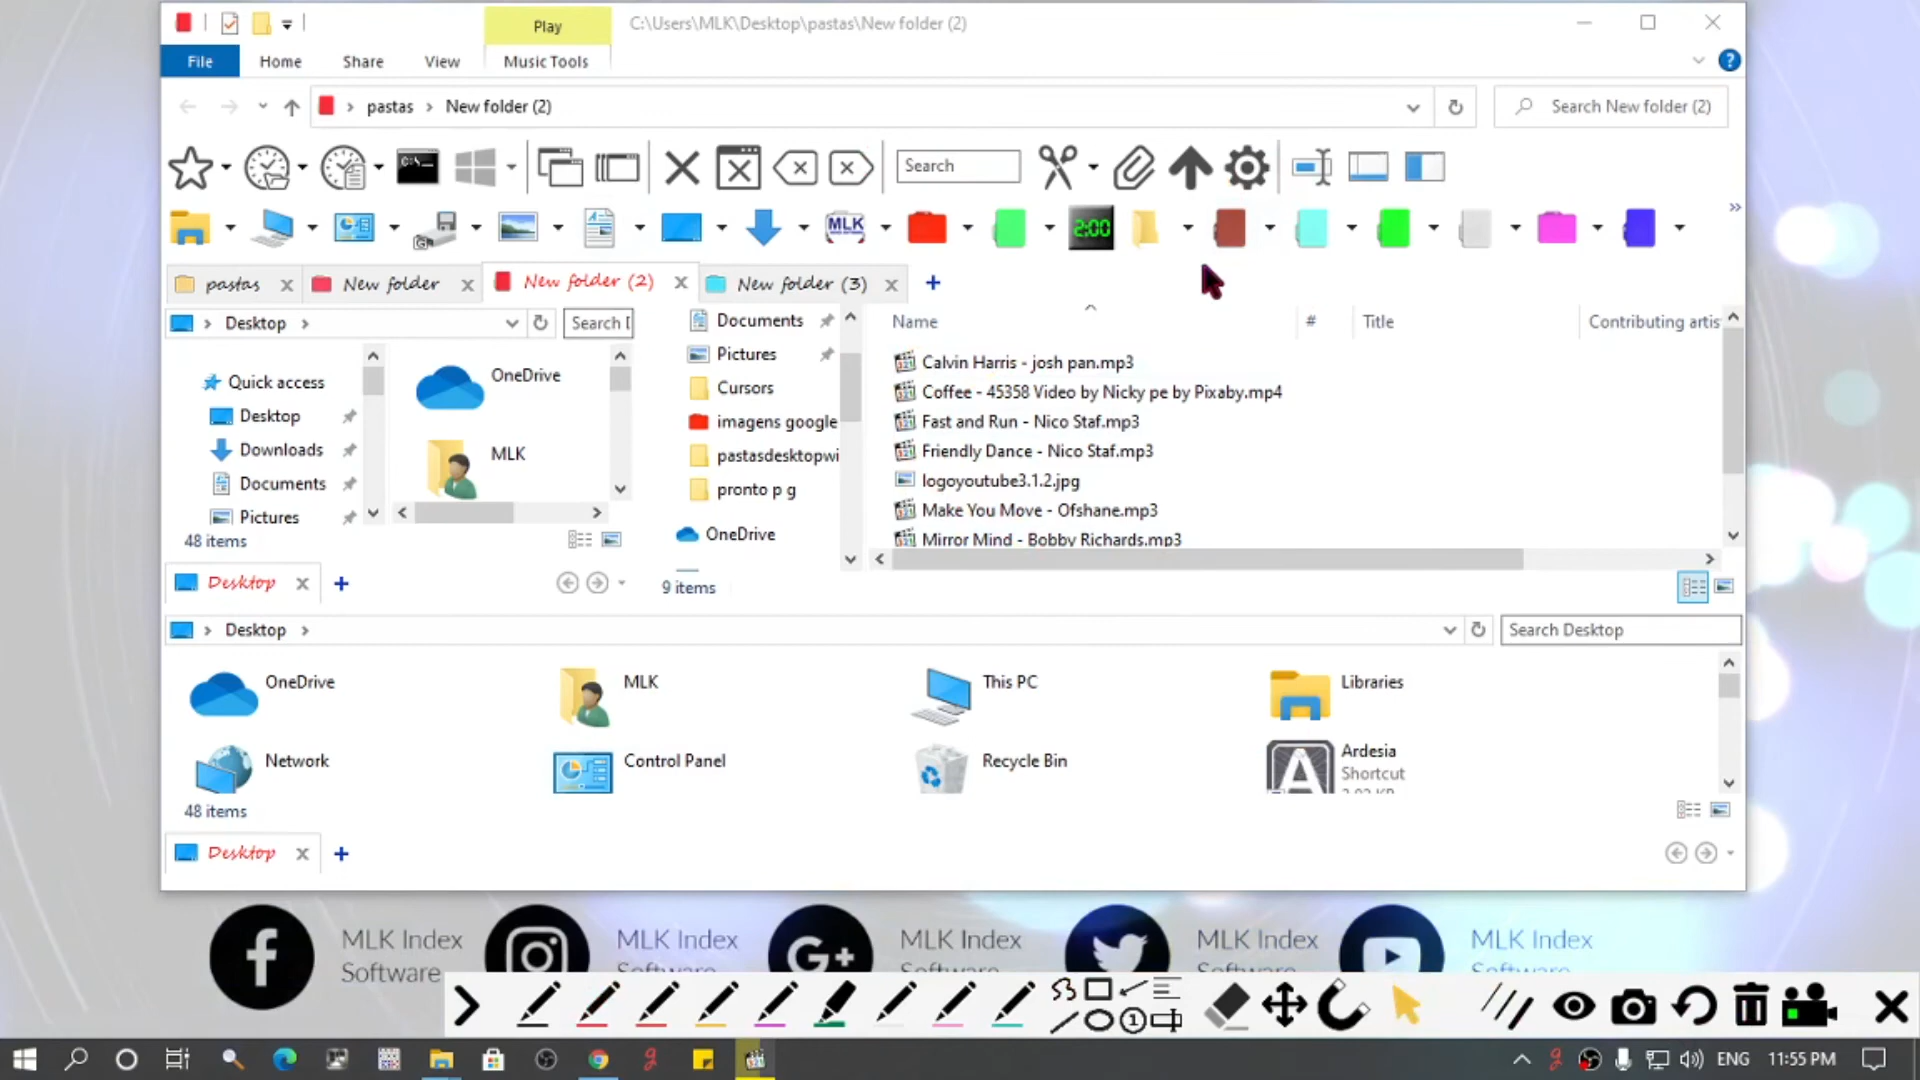 Play
C:\Users\MLK\Desktop\pastas\New folder (2)
File Home Share View Music Tools
pastas New folder (2)
Search New folder (2)
C:\_
Search
MLK
2:00
pastas New folder New folder (2) New folder (3)
Desktop
Quick access
Desktop
Downloads
Documents
Pictures
OneDrive
MLK
48 items
Desktop
Documents
Pictures
Cursors
imagens google
pastasdesktopwi
pronto p g
OneDrive
9 items
Name # Title Contributing artis
Calvin Harris - josh pan.mp3
Coffee - 45358 Video by Nicky pe by Pixaby.mp4
Fast and Run - Nico Staf.mp3
Friendly Dance - Nico Staf.mp3
logoyoutube3.1.2.jpg
Make You Move - Ofshane.mp3
Mirror Mind - Bobby Richards.mp3
Desktop Search Desktop
OneDrive MLK This PC Libraries
Network Control Panel Recycle Bin Ardesia
Shortcut
48 items
Desktop
MLK Index MLK Index MLK Index MLK Index MLK Index
Software Software Software Software Software
ENG 11:55 PM